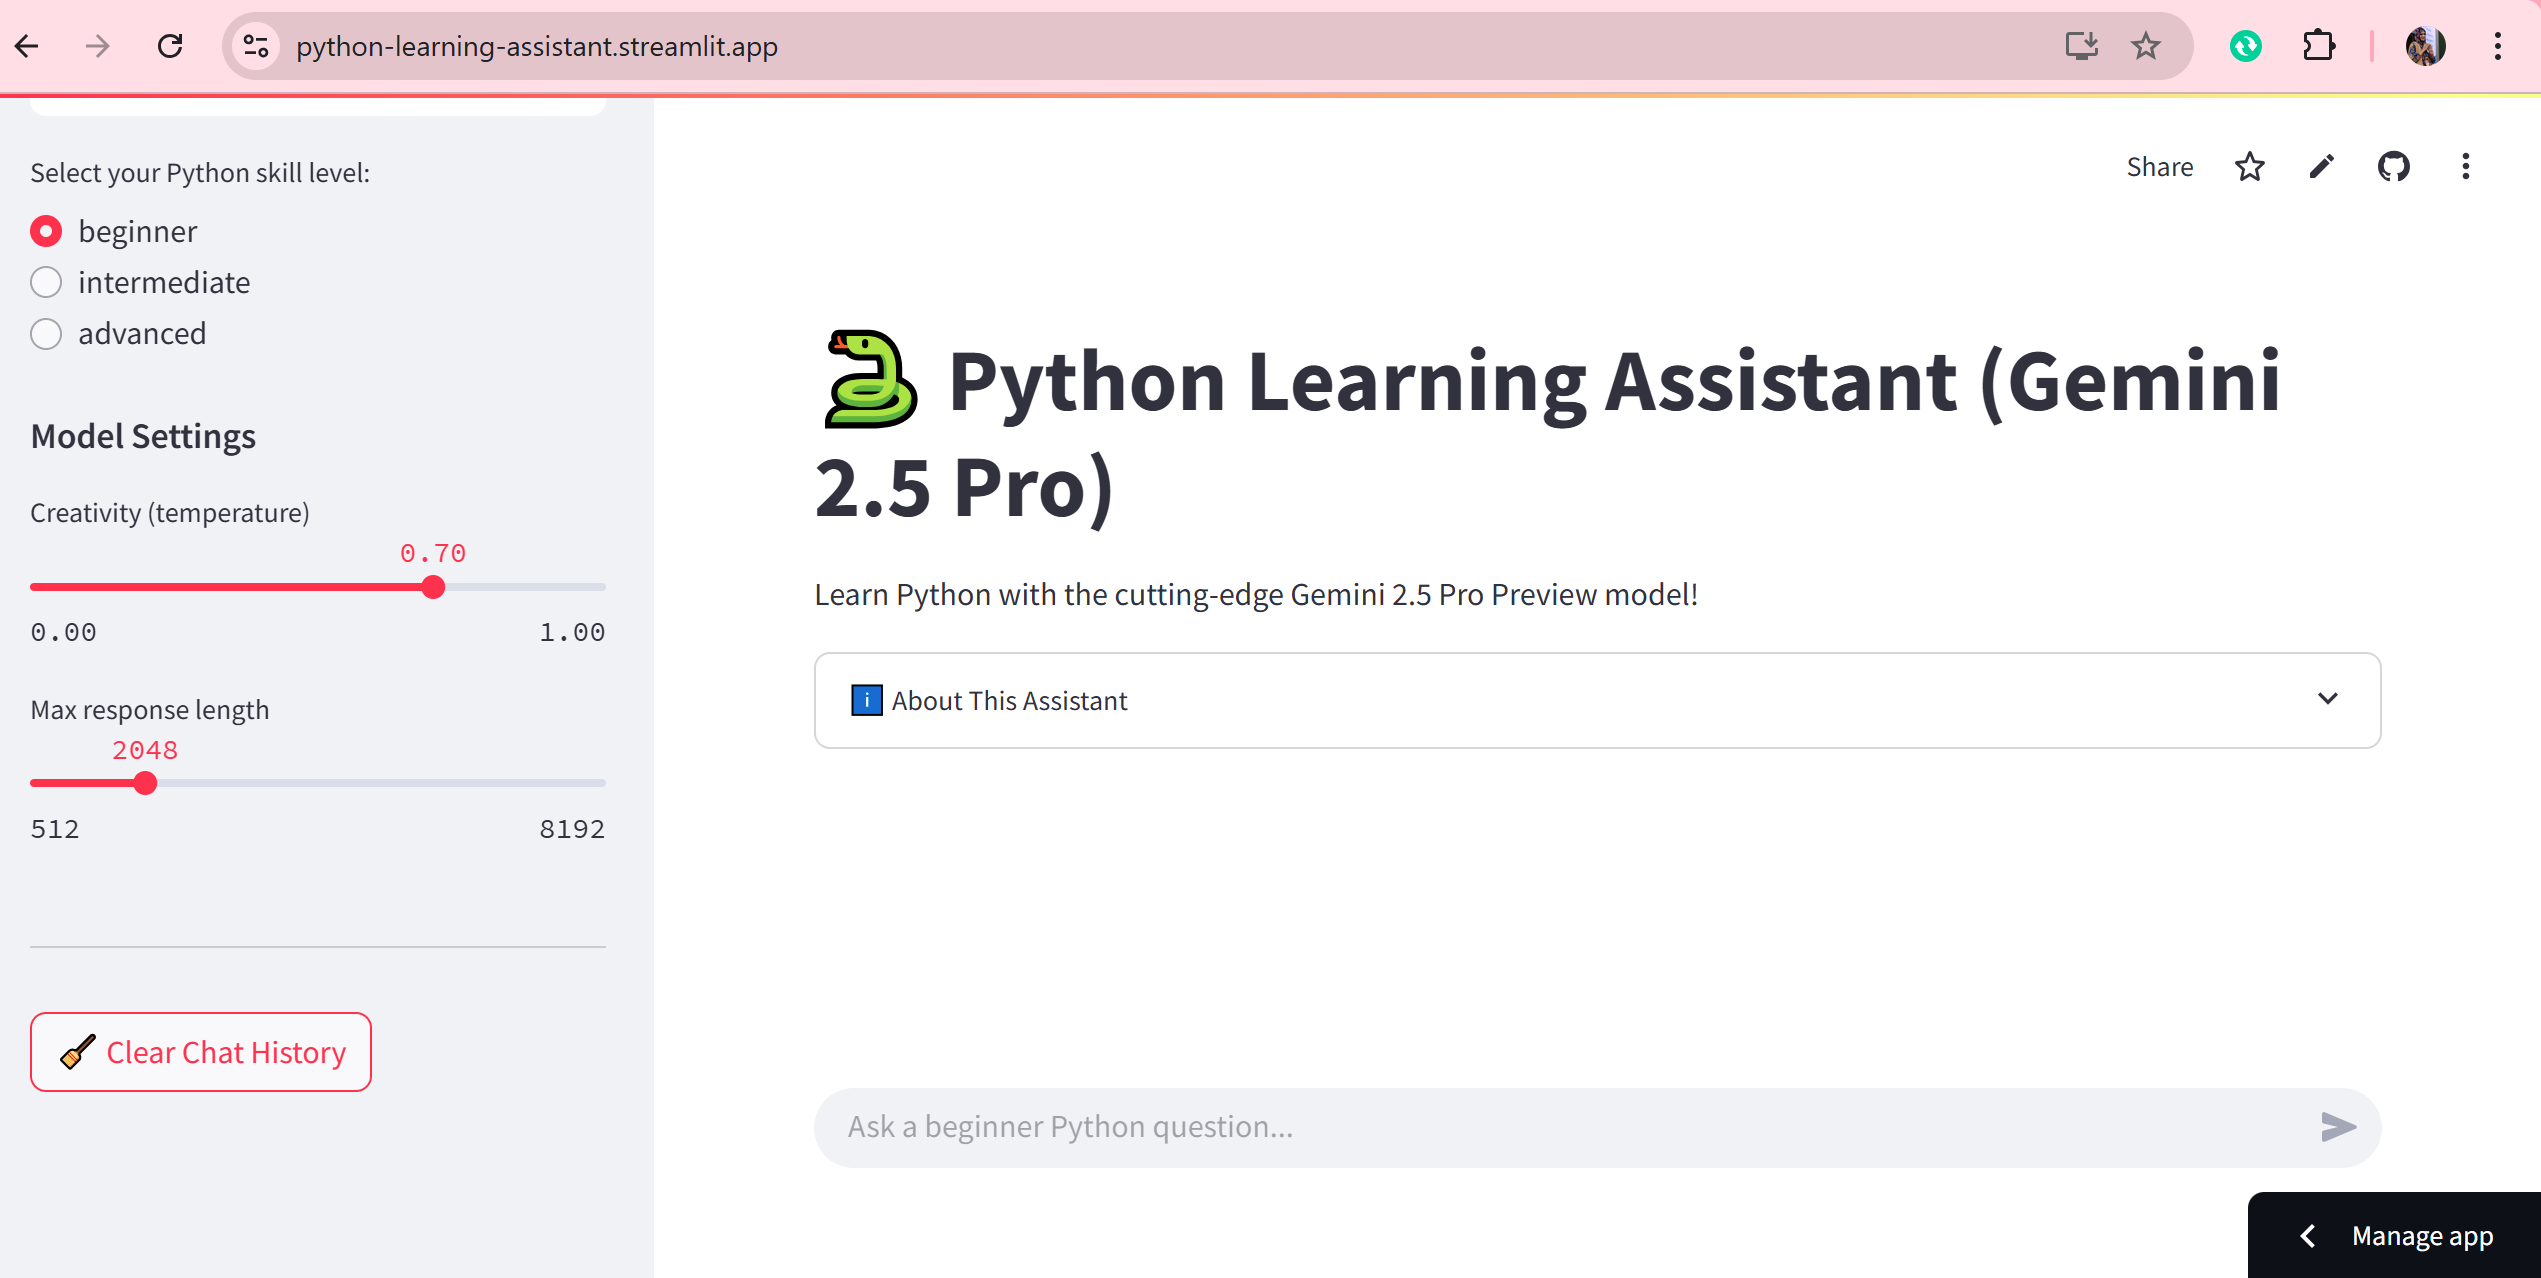 python-learning-assistant.streamlit.app
Select your Python skill level:
beginner
intermediate
advanced
Model Settings
Creativity (temperature)
0.70
0.00 1.00
Max response length
2048
512 8192
Clear Chat History
Share
Python Learning Assistant (Gemini
2.5 Pro)
Learn Python with the cutting-edge Gemini 2.5 Pro Preview model!
i About This Assistant
Ask a beginner Python question...
Manage app